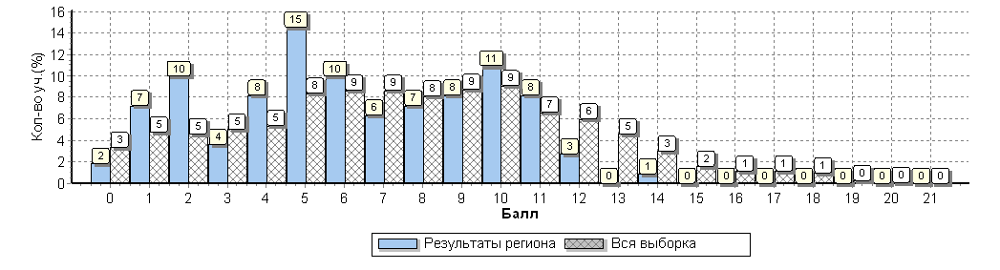 Кол-во уч.(%)
16
14
12
10
8
6
4
2
0
2 7 10 4 8 15 10 6 7 8 11 8 3 0 1 0 0 0 0 0 0 0
3 5 5 5 5 8 9 9 8 9 9 7 6 5 3 2 1 1 1 0 0 0
0 1 2 3 4 5 6 7 8 9 10 11 12 13 14 15 16 17 18 19 20 21
Балл
Результаты региона Вся выборка